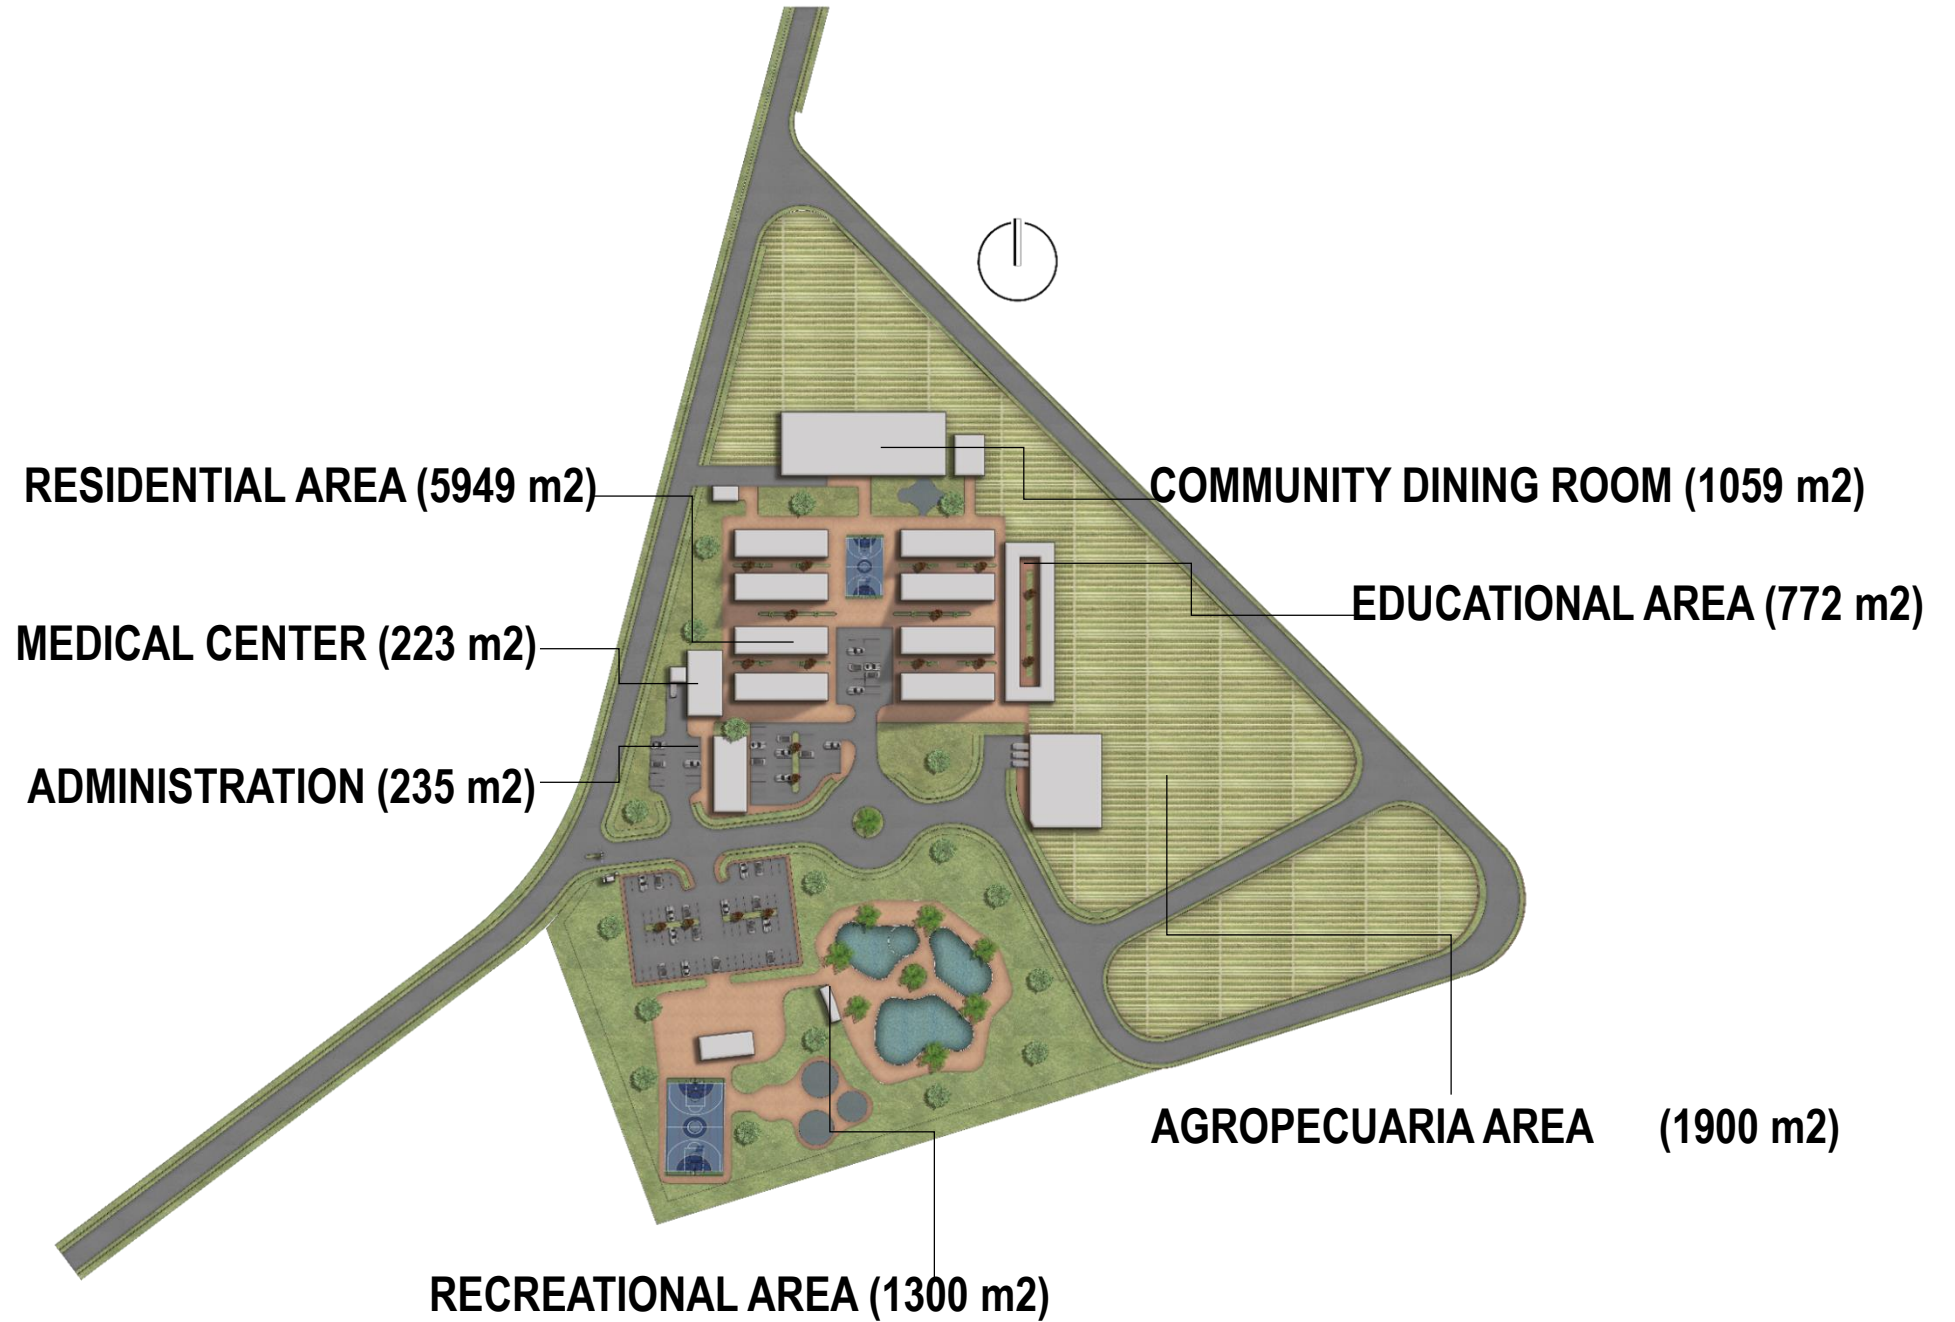 RESIDENTIAL AREA (5949 m2)
COMMUNITY DINING ROOM (1059 m2)
EDUCATIONAL AREA (772 m2)
MEDICAL CENTER (223 m2)
ADMINISTRATION (235 m2)
AGROPECUARIA AREA (1900 m2)
RECREATIONAL AREA (1300 m2)